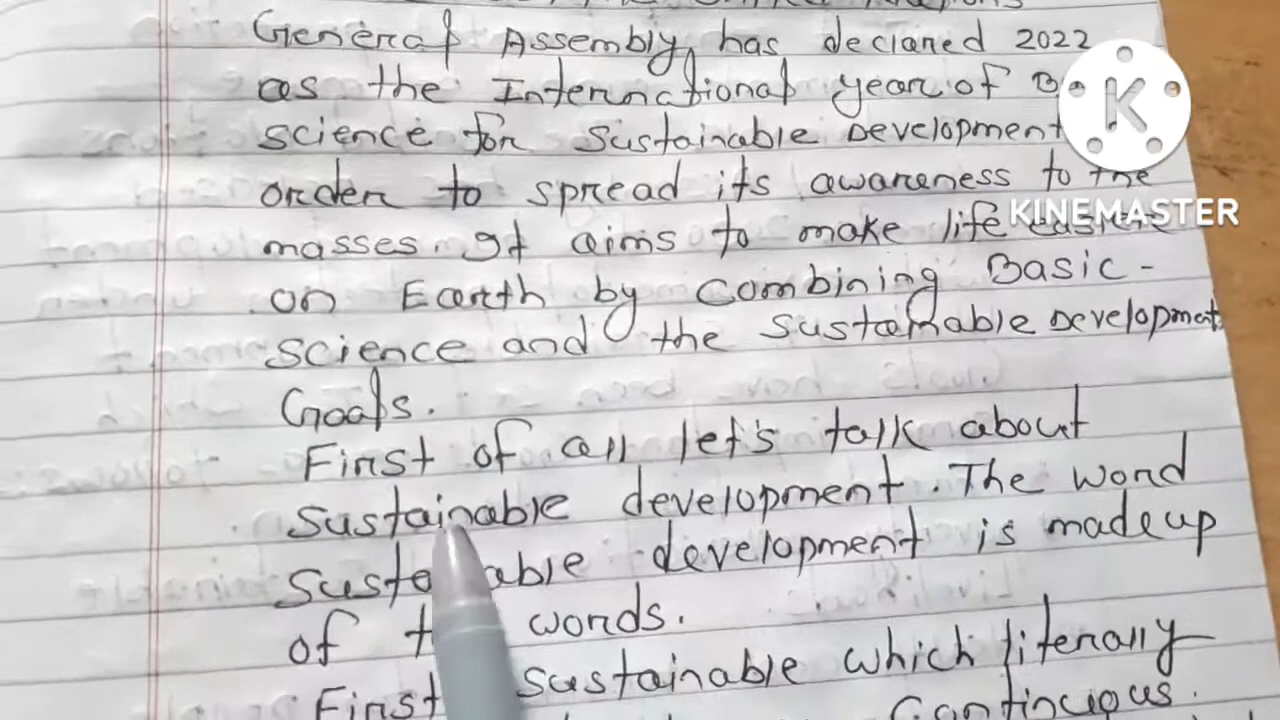 General Assembly, has declared 2022
as the International year of
science for Sustainable Development
order to spread its awareness to the
masses. It aims to make life
on Earth by combining Basic-
science and the sustainable Development
Goals.
First of all let's talk about
sustainable development. The word
development is made up
of words.
First sustainable which literally
Continuous.
K
KINEMASTER